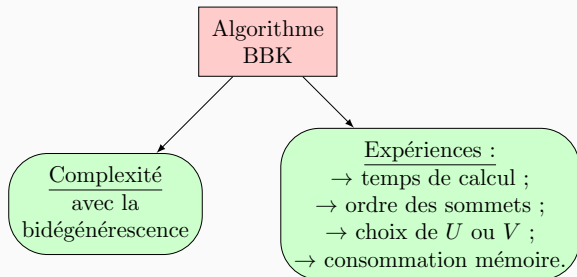 Algorithme
BBK
Complexité
avec la
bidégénérescence
Expériences :
→ temps de calcul ;
→ ordre des sommets ;
→ choix de U ou V ;
→ consommation mémoire.